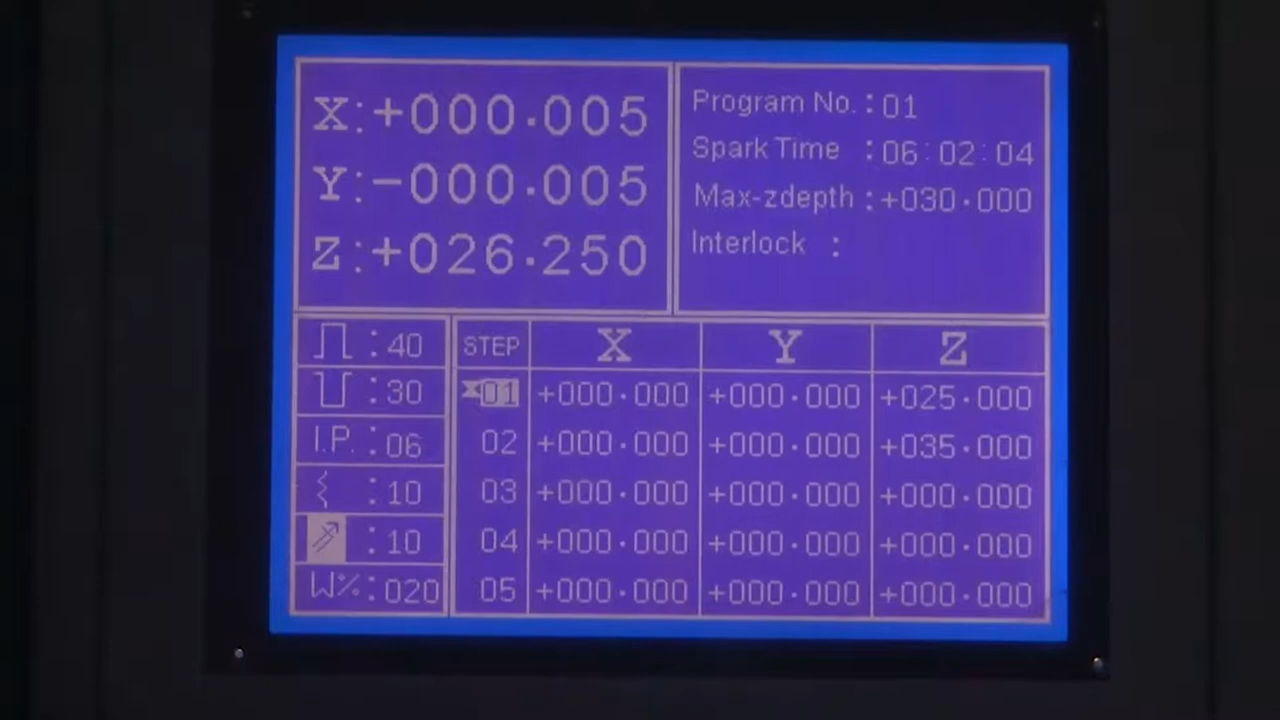 X:+000.005
Y:-000.005
Z:+026.250
Program No.:01
Spark Time :06:02:04
Max-zdepth :+030.000
Interlock :
:40
:30
I.P.:06
:10
:10
W%:020
STEP X Y Z
01 +000.000 +000.000 +025.000
02 +000.000 +000.000 +035.000
03 +000.000 +000.000 +000.000
04 +000.000 +000.000 +000.000
05 +000.000 +000.000 +000.000